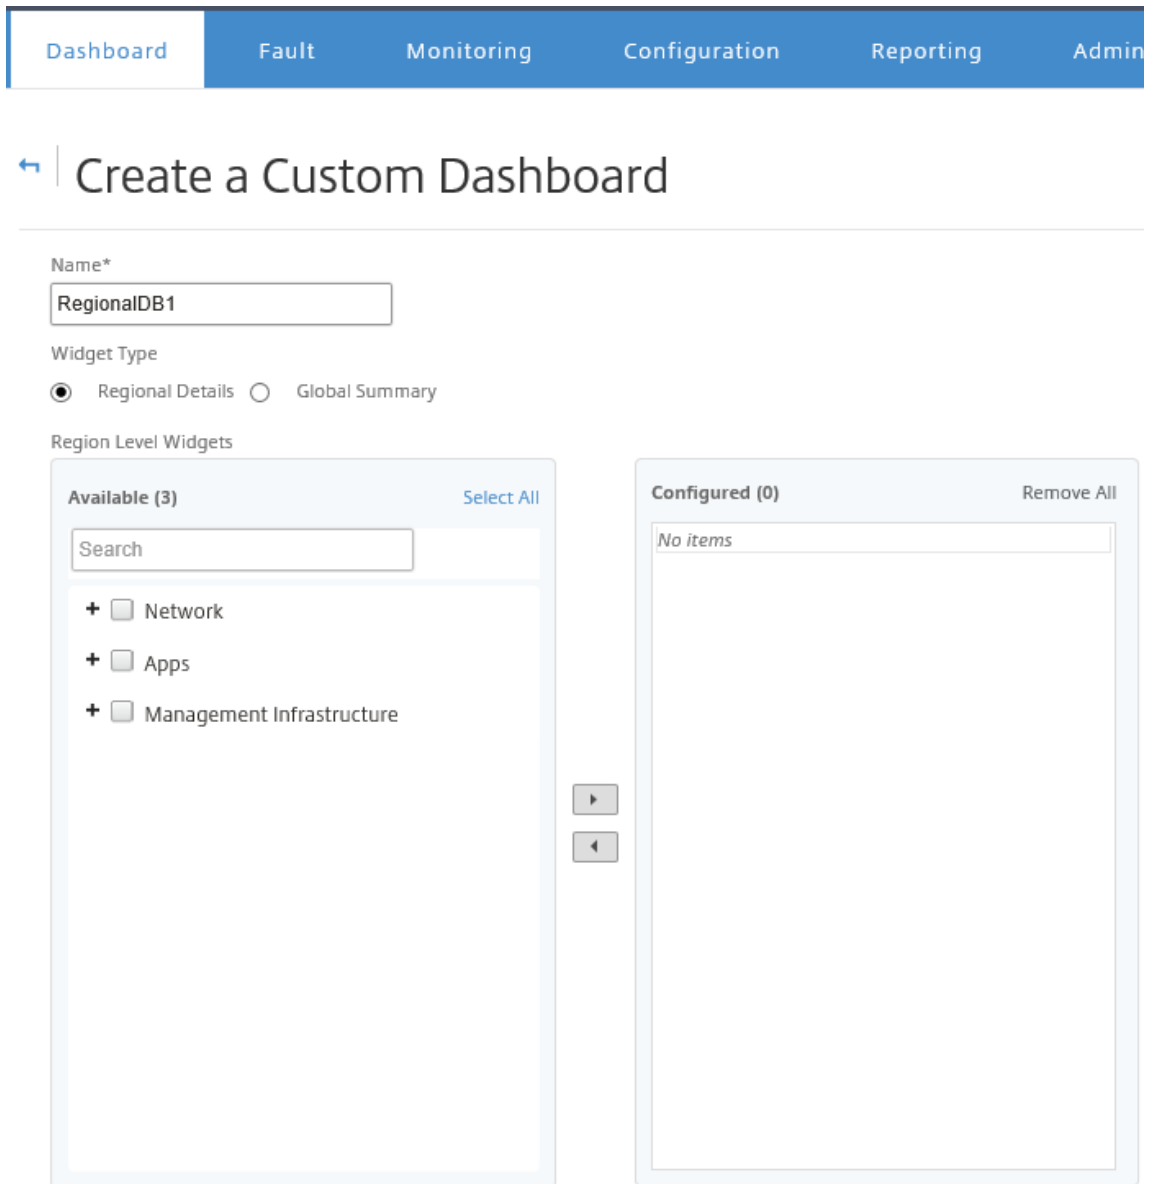 Dashboard Fault Monitoring Configuration Reporting Admin
Create a Custom Dashboard
Name*
RegionalDB1
Widget Type
Regional Details Global Summary
Region Level Widgets
Available (3) Select All
Search
Network
Apps
Management Infrastructure
Configured (0) Remove All
No items